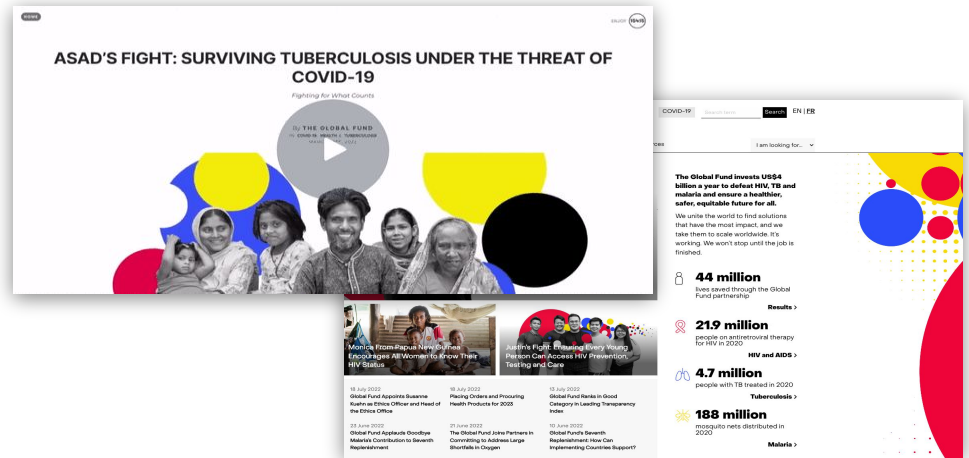 HOME
ENJOY
ASAD'S FIGHT: SURVIVING TUBERCULOSIS UNDER THE THREAT OF
COVID-19
Fighting for What Counts
By THE GLOBAL FUND
COVID-19
Search term
Search
EN | FR
rces
I am looking for...
The Global Fund invests US$4
billion a year to defeat HIV, TB and
malaria and ensure a healthier,
safer, equitable future for all.
We unite the world to find solutions
that have the most impact, and we
take them to scale worldwide. It's
working. We won't stop until the job is
finished.
44 million
lives saved through the Global
Fund partnership
Results >
21.9 million
people on antiretroviral therapy
for HIV in 2020
HIV and AIDS >
4.7 million
people with TB treated in 2020
Tuberculosis >
188 million
mosquito nets distributed in
2020
Malaria >
Monica From Papua New Guinea
Encourages All Women to Know Their
HIV Status
Justin's Fight: Ensuring Every Young
Person Can Access HIV Prevention,
Testing and Care
18 July 2022
Global Fund Appoints Susanne
Kuehn as Ethics Officer and Head of
the Ethics Office
18 July 2022
Placing Orders and Procuring
Health Products for 2023
13 July 2022
Global Fund Ranks in Good
Category in Leading Transparency
Index
23 June 2022
Global Fund Applauds Goodbye
Malaria's Contribution to Seventh
Replenishment
21 June 2022
The Global Fund Joins Partners in
Committing to Address Large
Shortfalls in Oxygen
10 June 2022
Global Fund's Seventh
Replenishment: How Can
Implementing Countries Support?